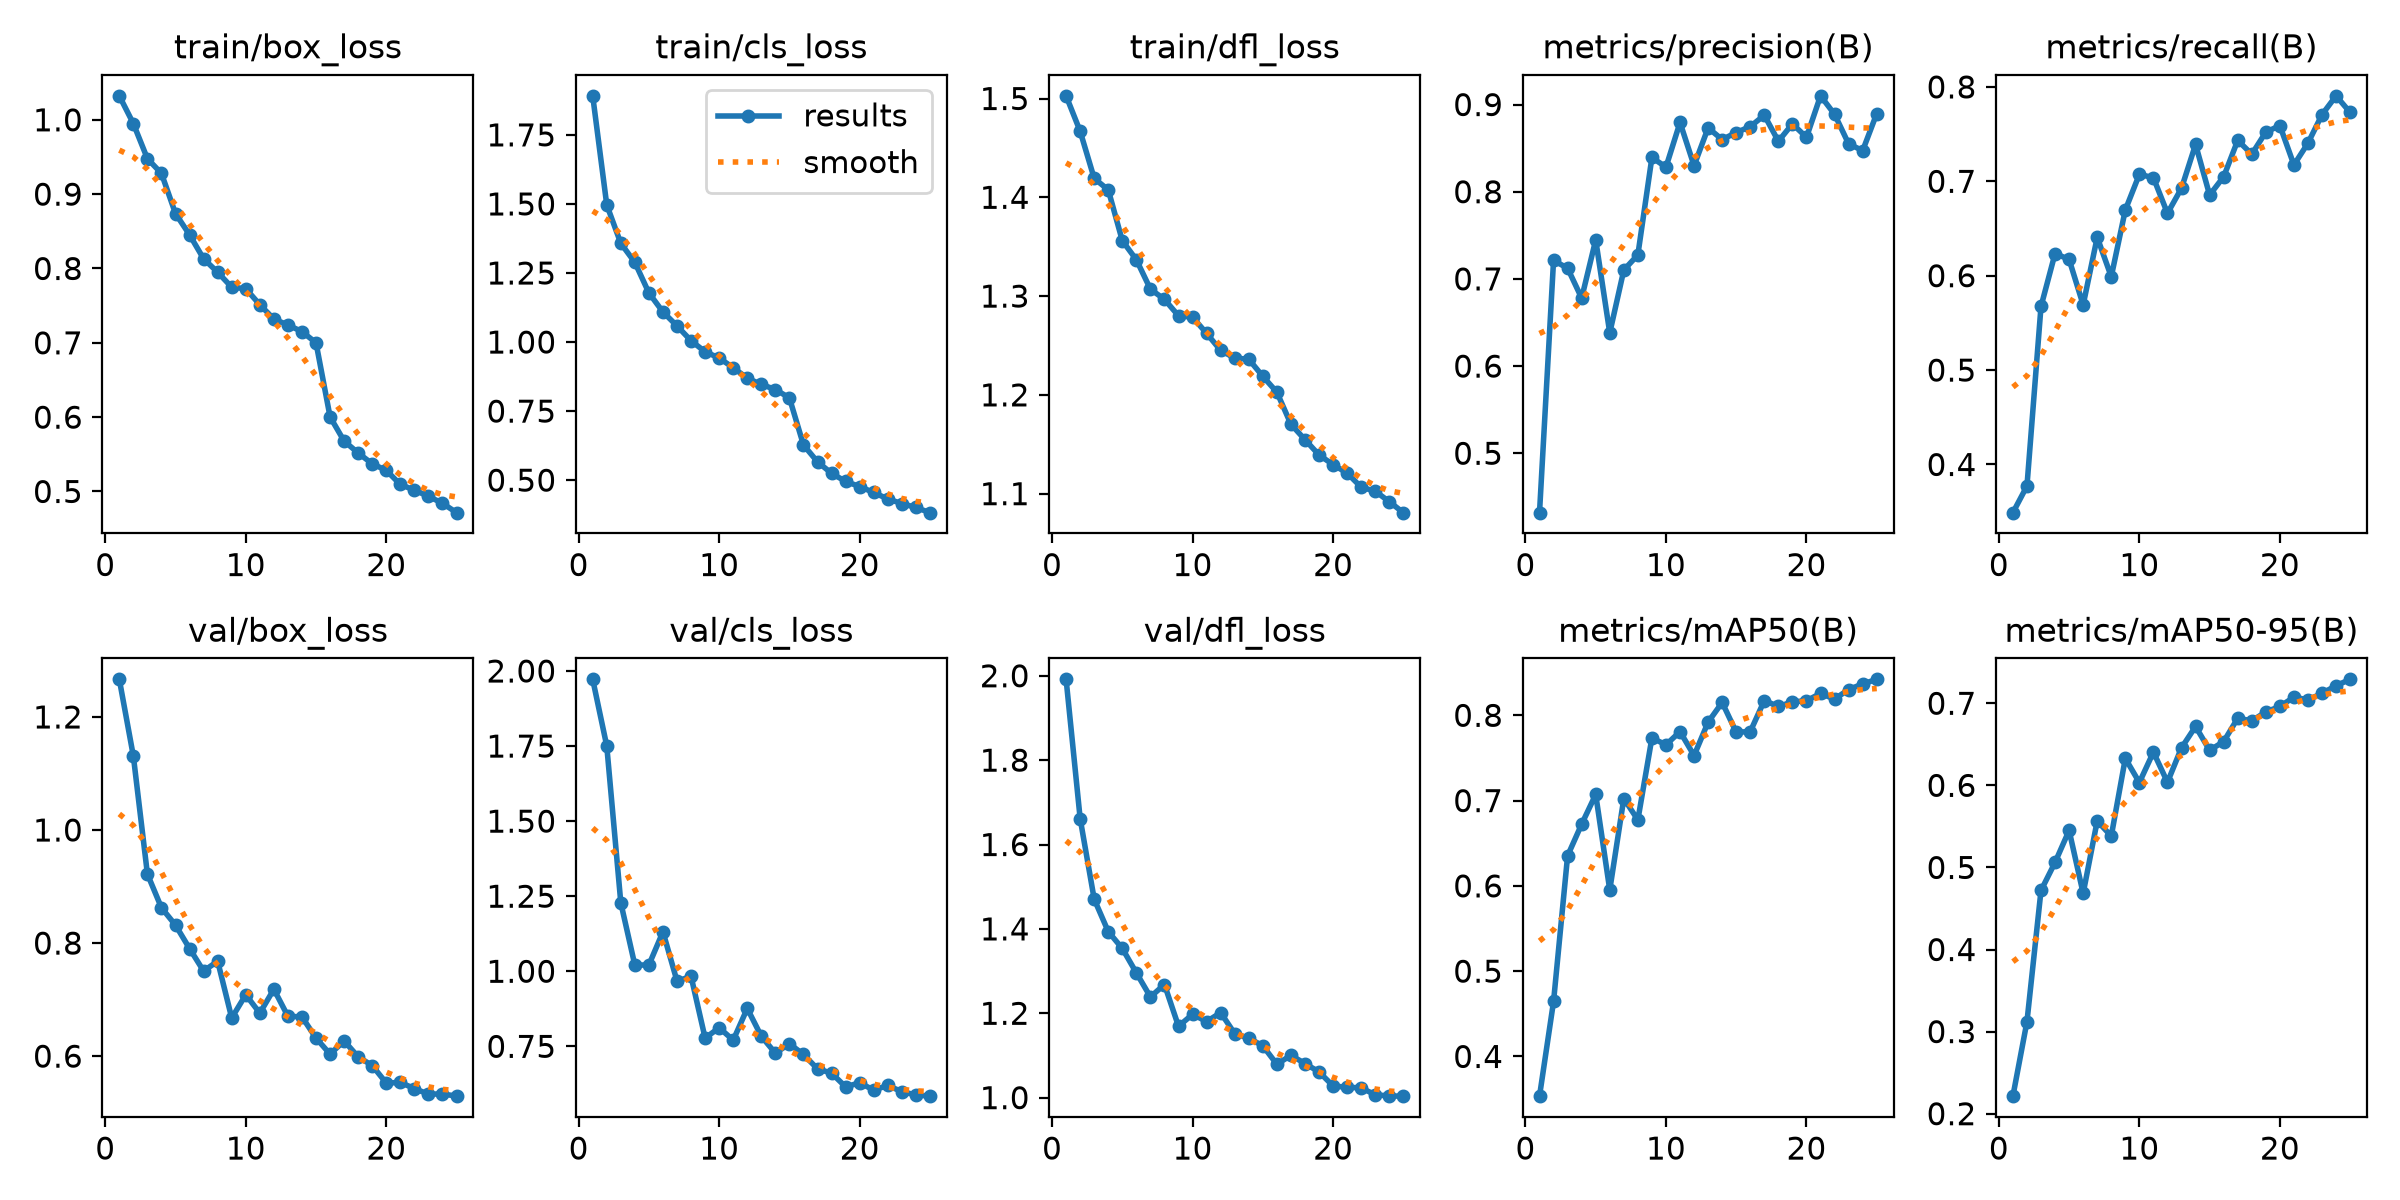 train/box_loss
1.0
0.9
0.8
0.7
0.6
0.5
0 10 20
train/cls_loss
results
smooth
1.75
1.50
1.25
1.00
0.75
0.50
0 10 20
train/dfl_loss
1.5
1.4
1.3
1.2
1.1
0 10 20
metrics/precision(B)
0.9
0.8
0.7
0.6
0.5
0 10 20
metrics/recall(B)
0.8
0.7
0.6
0.5
0.4
0 10 20
val/box_loss
1.2
1.0
0.8
0.6
0 10 20
val/cls_loss
2.00
1.75
1.50
1.25
1.00
0.75
0 10 20
val/dfl_loss
2.0
1.8
1.6
1.4
1.2
1.0
0 10 20
metrics/mAP50(B)
0.8
0.7
0.6
0.5
0.4
0 10 20
metrics/mAP50-95(B)
0.7
0.6
0.5
0.4
0.3
0.2
0 10 20